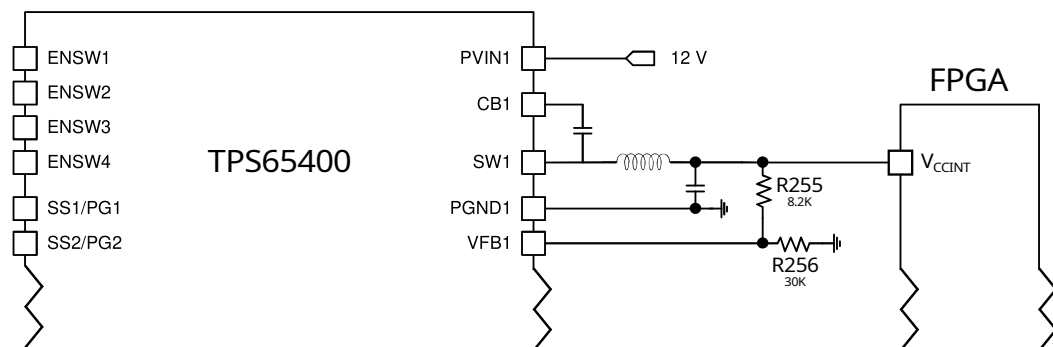 ENSW1
ENSW2
ENSW3
ENSW4
SS1/PG1
SS2/PG2
TPS65400
PVIN1
CB1
SW1
PGND1
VFB1
12 V
R255
8.2K
R256
30K
FPGA
VCCINT